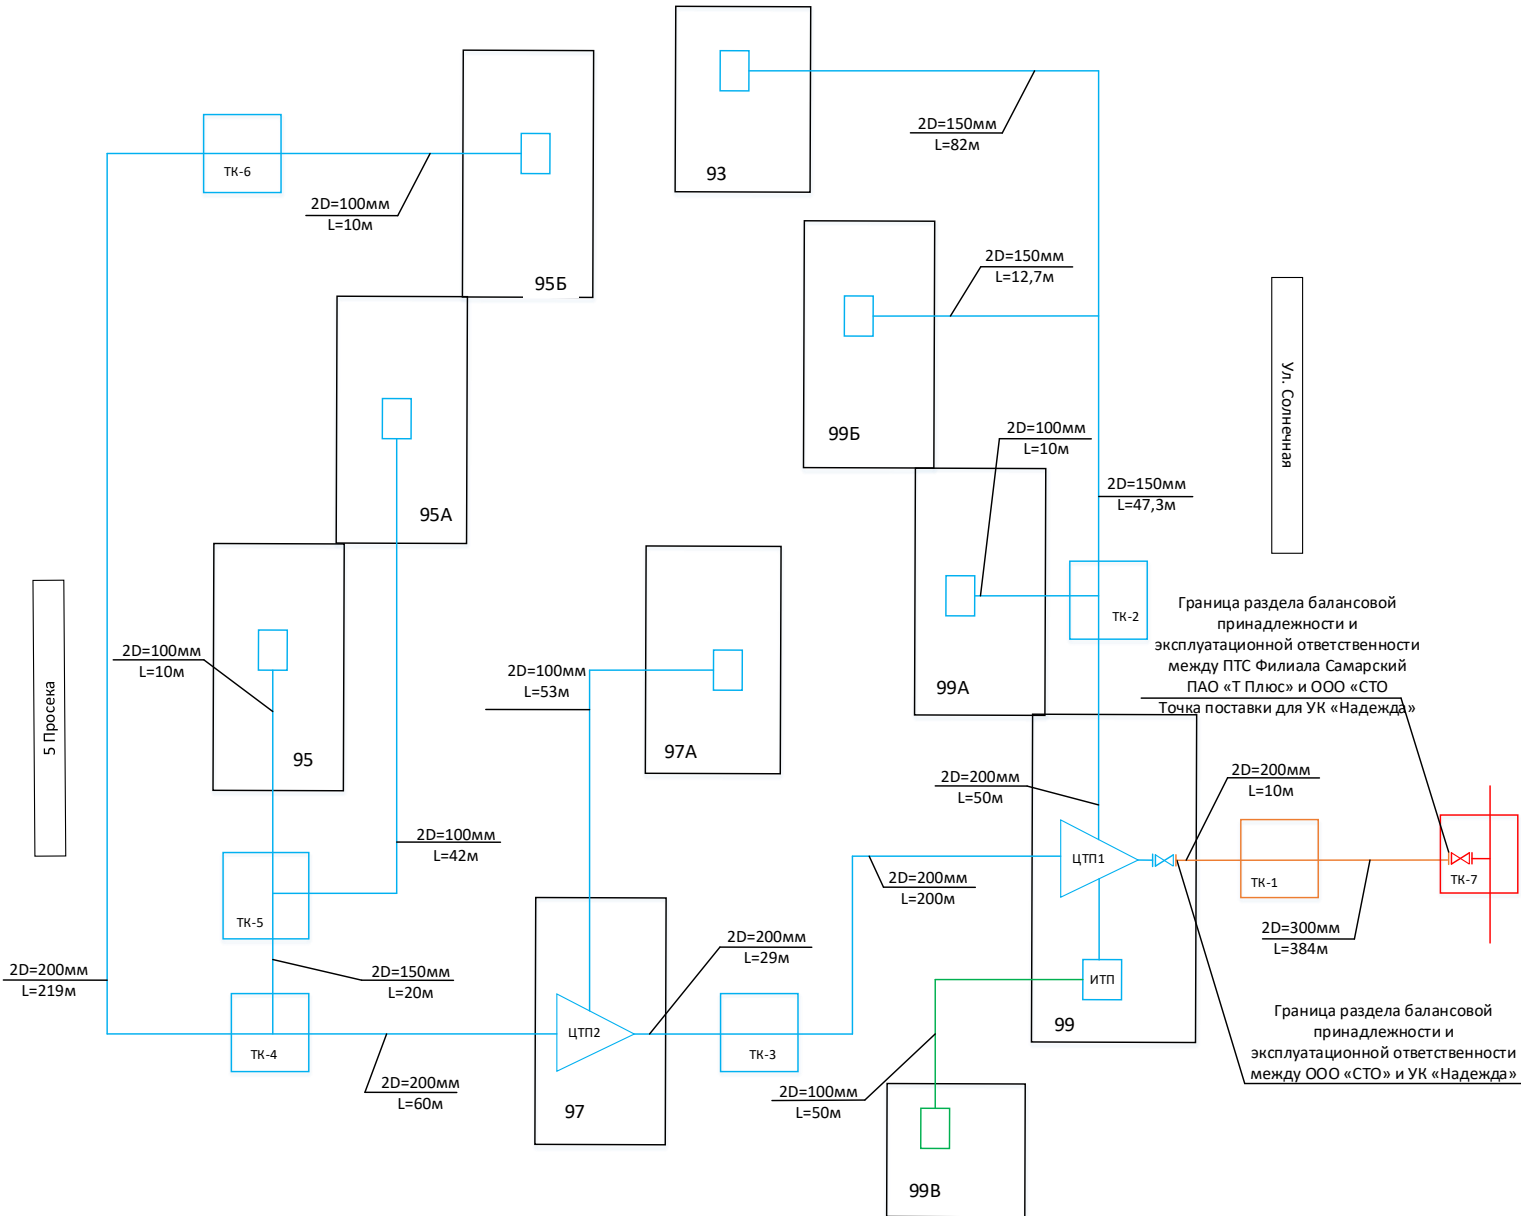 2D=150мм
L=82м
93
ТК-6
2D=100мм
L=10м
95Б
2D=150мм
L=12,7м
99Б
Ул. Солнечная
2D=100мм
L=10м
2D=150мм
L=47,3м
95А
ТК-2
99А
Граница раздела балансовой
принадлежности и
эксплуатационной ответственности
между ПТС Филиала Самарский
ПАО «Т Плюс» и ООО «СТО
Точка поставки для УК «Надежда»
5 Просека
2D=100мм
L=10м
95
2D=100мм
L=53м
97А
2D=200мм
L=50м
2D=200мм
L=10м
2D=100мм
L=42м
ЦТП1
ТК-1
ТК-7
2D=200мм
L=200м
2D=300мм
L=384м
ТК-5
2D=200мм
L=219м
2D=150мм
L=20м
2D=200мм
L=29м
ИТП
99
ТК-4
ЦТП2
ТК-3
Граница раздела балансовой
принадлежности и
эксплуатационной ответственности
между ООО «СТО» и УК «Надежда»
2D=200мм
L=60м
97
2D=100мм
L=50м
99В